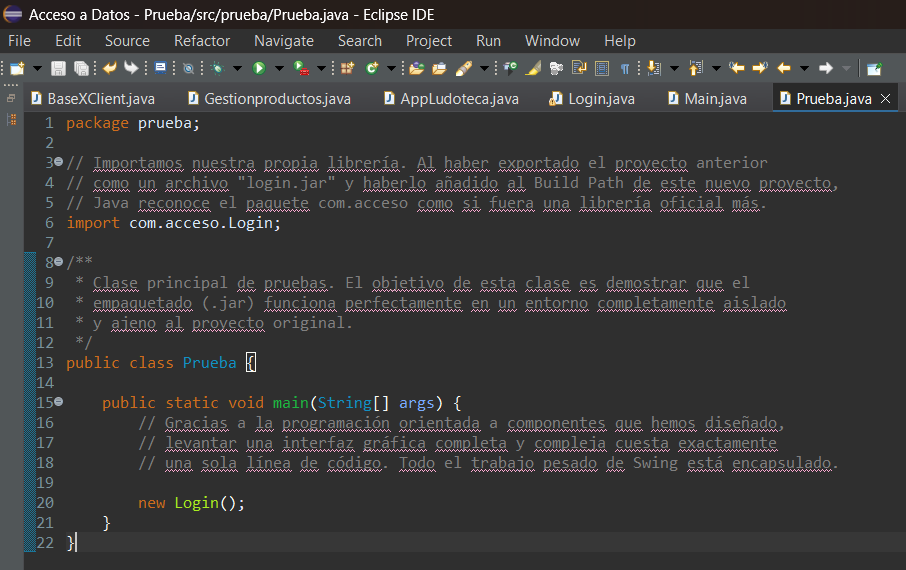 Acceso a Datos - Prueba/src/prueba/Prueba.java - Eclipse IDE
File Edit Source Refactor Navigate Search Project Run Window Help
BaseXClient.java Gestionproductos.java AppLudoteca.java Login.java Main.java Prueba.java
1 package prueba;
2
3 // Importamos nuestra propia librería. Al haber exportado el proyecto anterior
4 // como un archivo "login.jar" y haberlo añadido al Build Path de este nuevo proyecto,
5 // Java reconoce el paquete com.acceso como si fuera una librería oficial más.
6 import com.acceso.Login;
7
8 /**
9 * Clase principal de pruebas. El objetivo de esta clase es demostrar que el
10 * empaquetado (.jar) funciona perfectamente en un entorno completamente aislado
11 * y ajeno al proyecto original.
12 */
13 public class Prueba {
14
15 public static void main(String[] args) {
16 // Gracias a la programación orientada a componentes que hemos diseñado,
17 // levantar una interfaz gráfica completa y compleja cuesta exactamente
18 // una sola línea de código. Todo el trabajo pesado de Swing está encapsulado.
19
20 new Login();
21 }
22 }